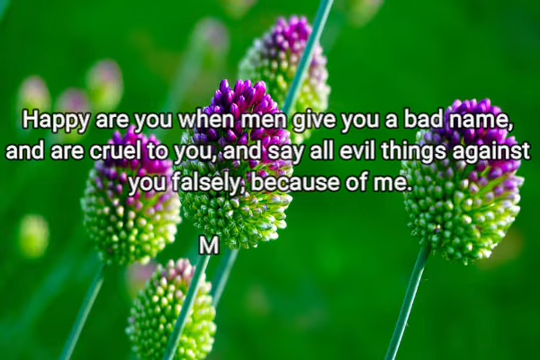 Happy are you when men give you a bad name,
and are cruel to you, and say all evil things against
you falsely, because of me.
M